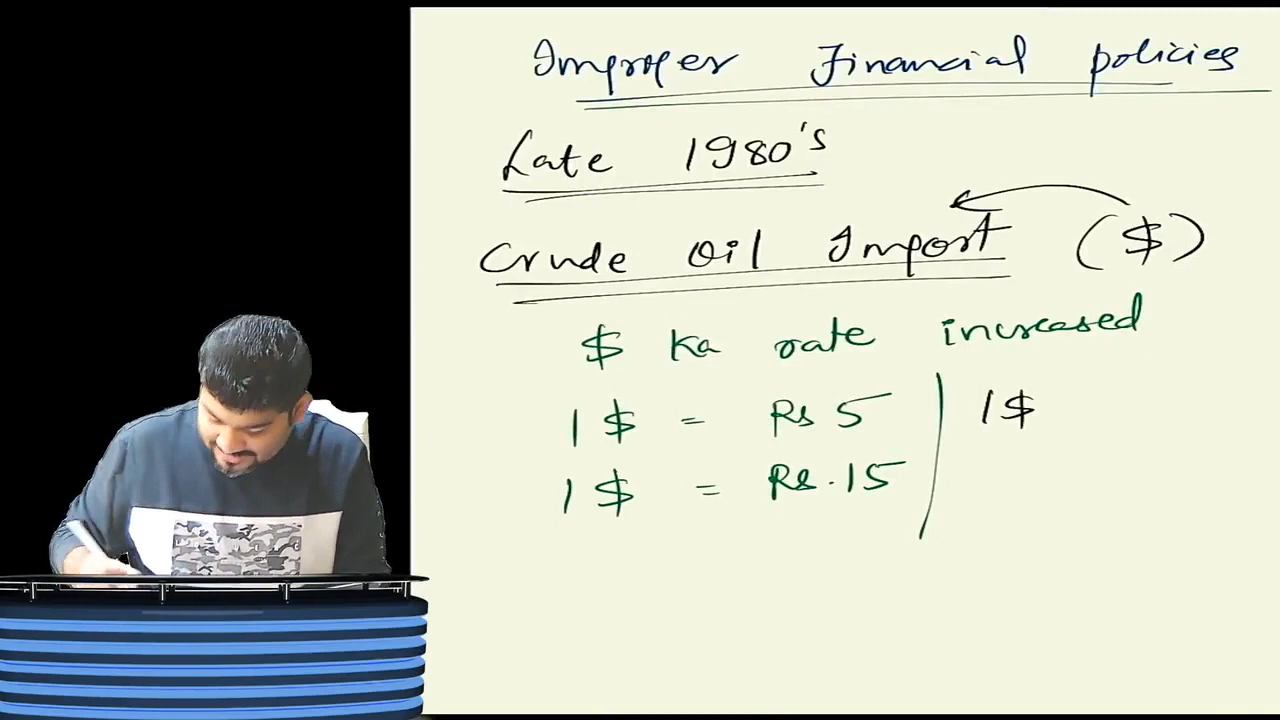 Improper Financial policies
Late 1980's
Crude Oil Import ($)
$ ka rate increased
1 $ = Rs 5 | 1 $
1 $ = Rs. 15